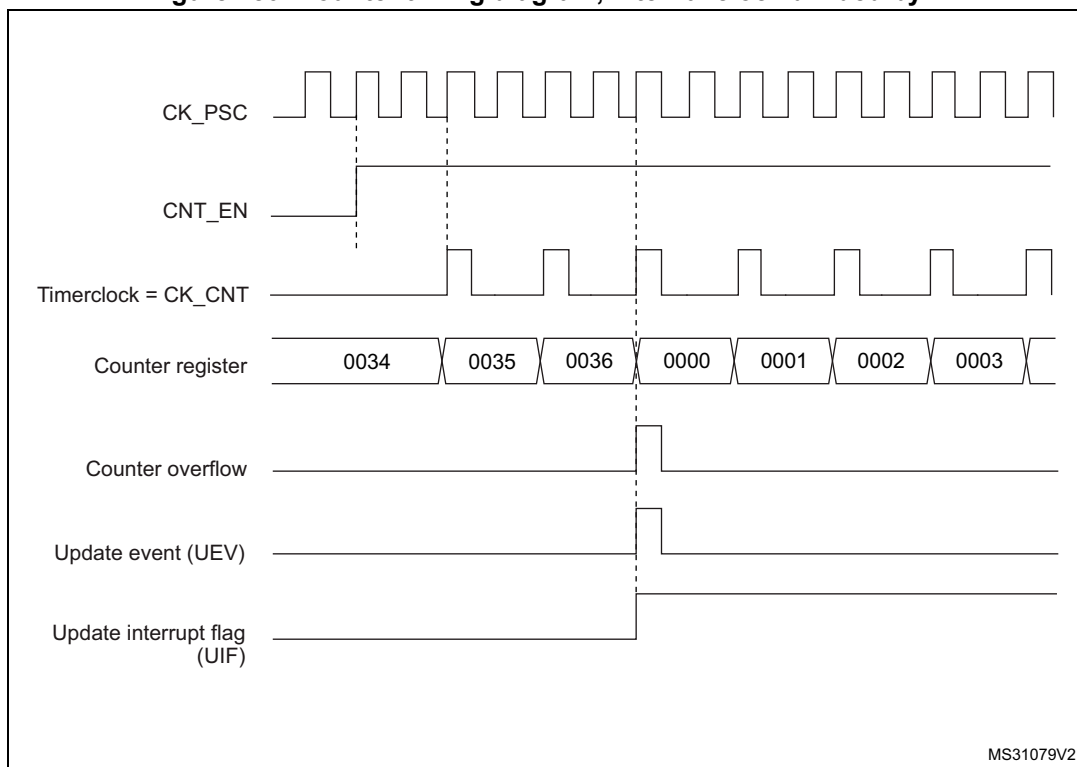 CK_PSC
CNT_EN
Timerclock = CK_CNT
Counter register
0034 0035 0036 0000 0001 0002 0003
Counter overflow
Update event (UEV)
Update interrupt flag
(UIF)
MS31079V2